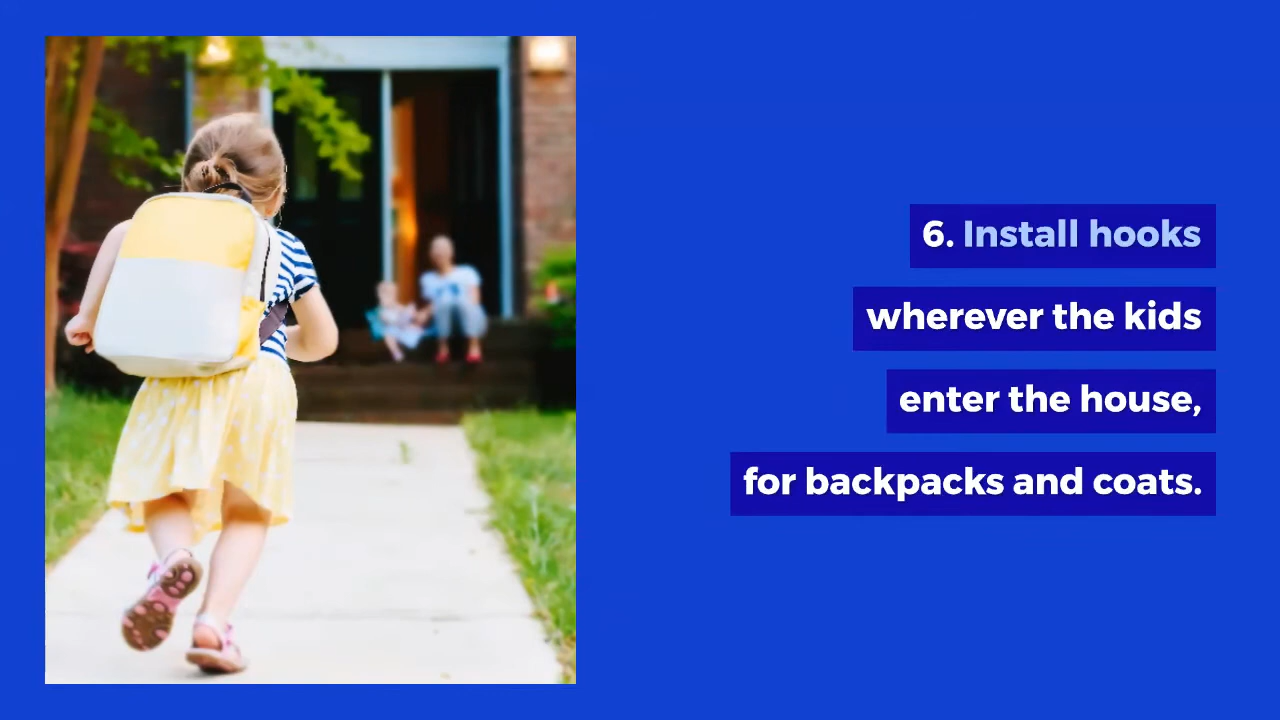 6. Install hooks
wherever the kids
enter the house,
for backpacks and coats.